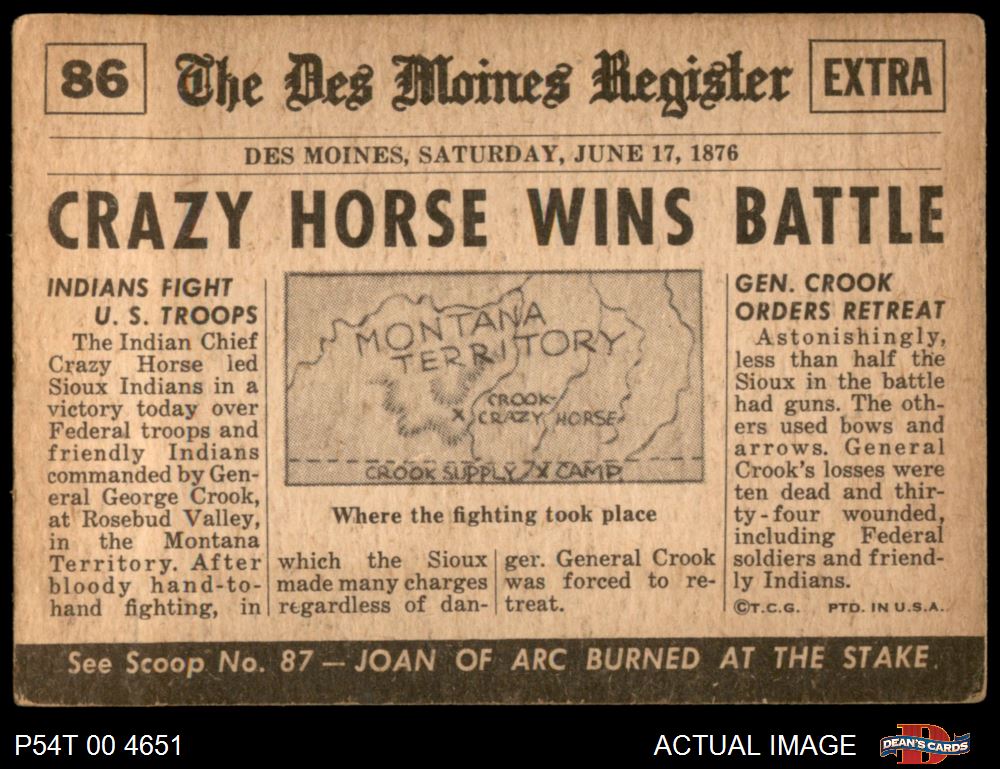 86
The Des Moines Register
EXTRA
DES MOINES, SATURDAY, JUNE 17, 1876
CRAZY HORSE WINS BATTLE
INDIANS FIGHT
U. S. TROOPS
The Indian Chief
Crazy Horse led
Sioux Indians in a
victory today over
Federal troops and
friendly Indians
commanded by Gen-
eral George Crook,
at Rosebud Valley,
in the Montana
Territory. After
bloody hand-to-
hand fighting, in
MONTANA
TERRITORY
CROOK-
X CRAZY HORSE
CROOK SUPPLY X CAMP
Where the fighting took place
which the Sioux
made many charges
regardless of dan-
ger. General Crook
was forced to re-
treat.
GEN. CROOK
ORDERS RETREAT
Astonishingly,
less than half the
Sioux in the battle
had guns. The oth-
ers used bows and
arrows. General
Crook's losses were
ten dead and thir-
ty-four wounded,
including Federal
soldiers and friend-
ly Indians.
©T.C.G. PTD. IN U.S.A.
See Scoop No. 87 — JOAN OF ARC BURNED AT THE STAKE.
P54T 00 4651
ACTUAL IMAGE
D
DEAN'S CARDS